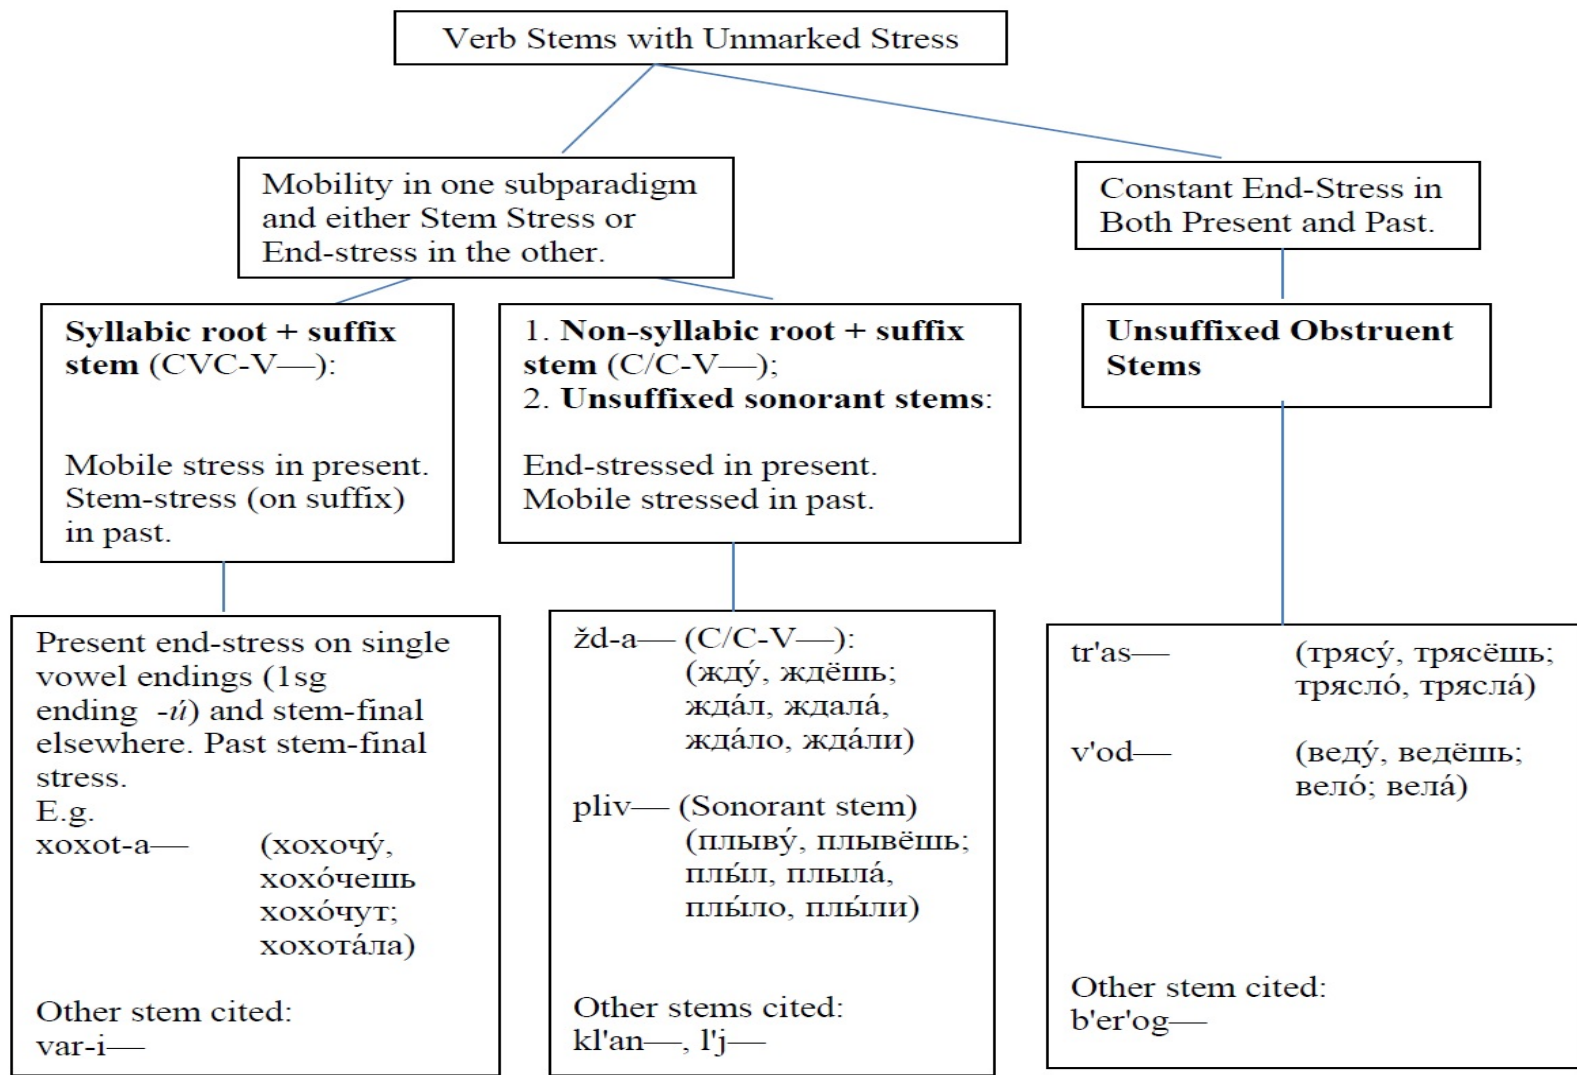 Verb Stems with Unmarked Stress
Mobility in one subparadigm
and either Stem Stress or
End-stress in the other.
Constant End-Stress in
Both Present and Past.
Syllabic root + suffix
stem (CVC-V—):
Mobile stress in present.
Stem-stress (on suffix)
in past.
1. Non-syllabic root + suffix
stem (C/C-V—);
2. Unsuffixed sonorant stems:
End-stressed in present.
Mobile stressed in past.
Unsuffixed Obstruent
Stems
Present end-stress on single
vowel endings (1sg
ending -ú) and stem-final
elsewhere. Past stem-final
stress.
E.g.
xoxot-a— (хохочу́,
хохо́чешь
хохо́чут;
хохота́ла)
Other stem cited:
var-i—
žd-a— (C/C-V—):
(жду́, ждёшь;
жда́л, ждала́,
жда́ло, жда́ли)
pliv— (Sonorant stem)
(плыву́, плывёшь;
плы́л, плыла́,
плы́ло, плы́ли)
Other stems cited:
kl'an—, l'j—
tr'as— (трясу́, трясёшь;
трясло́, трясла́)
v'od— (веду́, ведёшь;
вело́; вела́)
Other stem cited:
b'er'og—